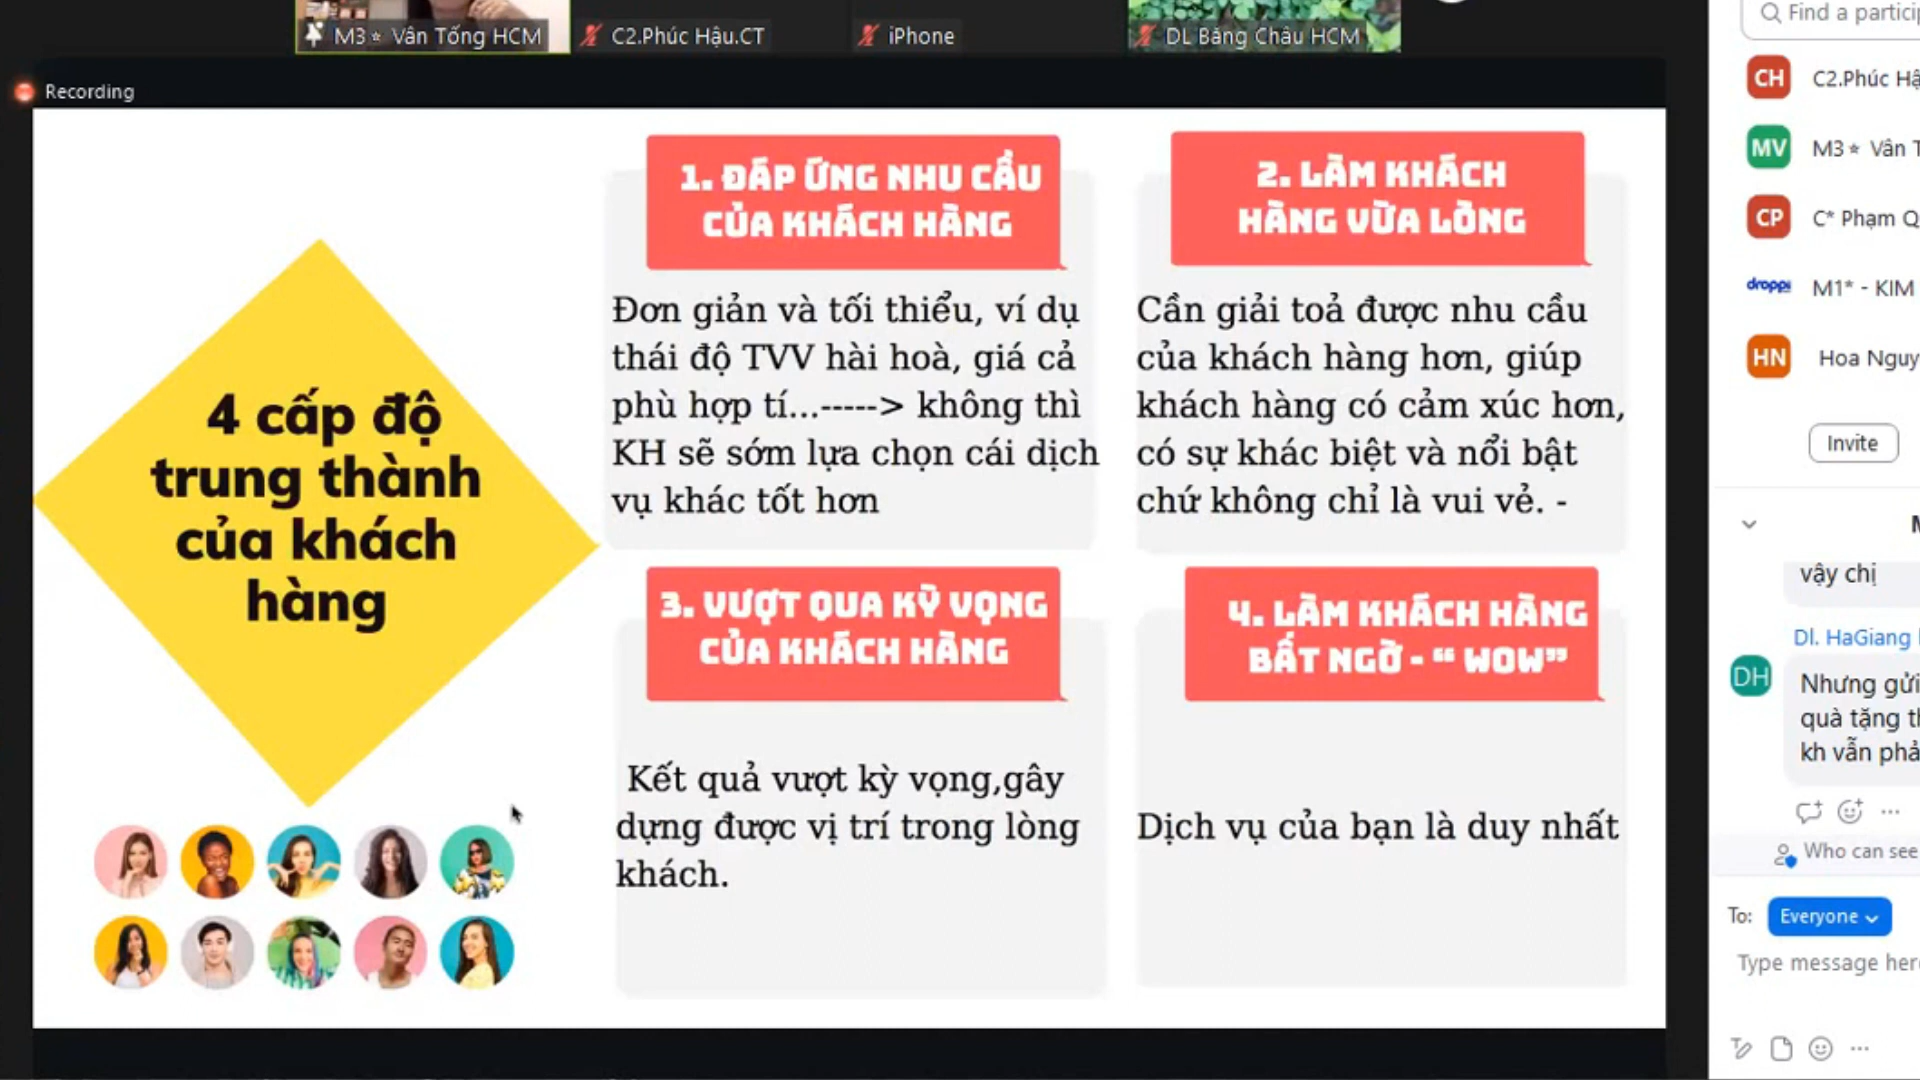 M3⭐ Vân Tống HCM
C2.Phúc Hậu.CT
iPhone
DL Băng Châu HCM
Recording
4 cấp độ
trung thành
của khách
hàng
1. ĐÁP ỨNG NHU CẦU
CỦA KHÁCH HÀNG
Đơn giản và tối thiểu, ví dụ
thái độ TVV hài hoà, giá cả
phù hợp tí...-----> không thì
KH sẽ sớm lựa chọn cái dịch
vụ khác tốt hơn
2. LÀM KHÁCH
HÀNG VỪA LÒNG
Cần giải toả được nhu cầu
của khách hàng hơn, giúp
khách hàng có cảm xúc hơn,
có sự khác biệt và nổi bật
chứ không chỉ là vui vẻ. -
3. VƯỢT QUA KỲ VỌNG
CỦA KHÁCH HÀNG
Kết quả vượt kỳ vọng,gây
dựng được vị trí trong lòng
khách.
4. LÀM KHÁCH HÀNG
BẤT NGỜ - “ WOW”
Dịch vụ của bạn là duy nhất
Find a partici
CH C2.Phúc Hậ
MV M3⭐ Vân T
CP C* Phạm Q
droppi M1* - KIM
HN Hoa Nguy
Invite
vậy chị
Dl. HaGiang
DH
Nhưng gửi
quà tặng th
kh vẫn phả
Who can see
To: Everyone
Type message here